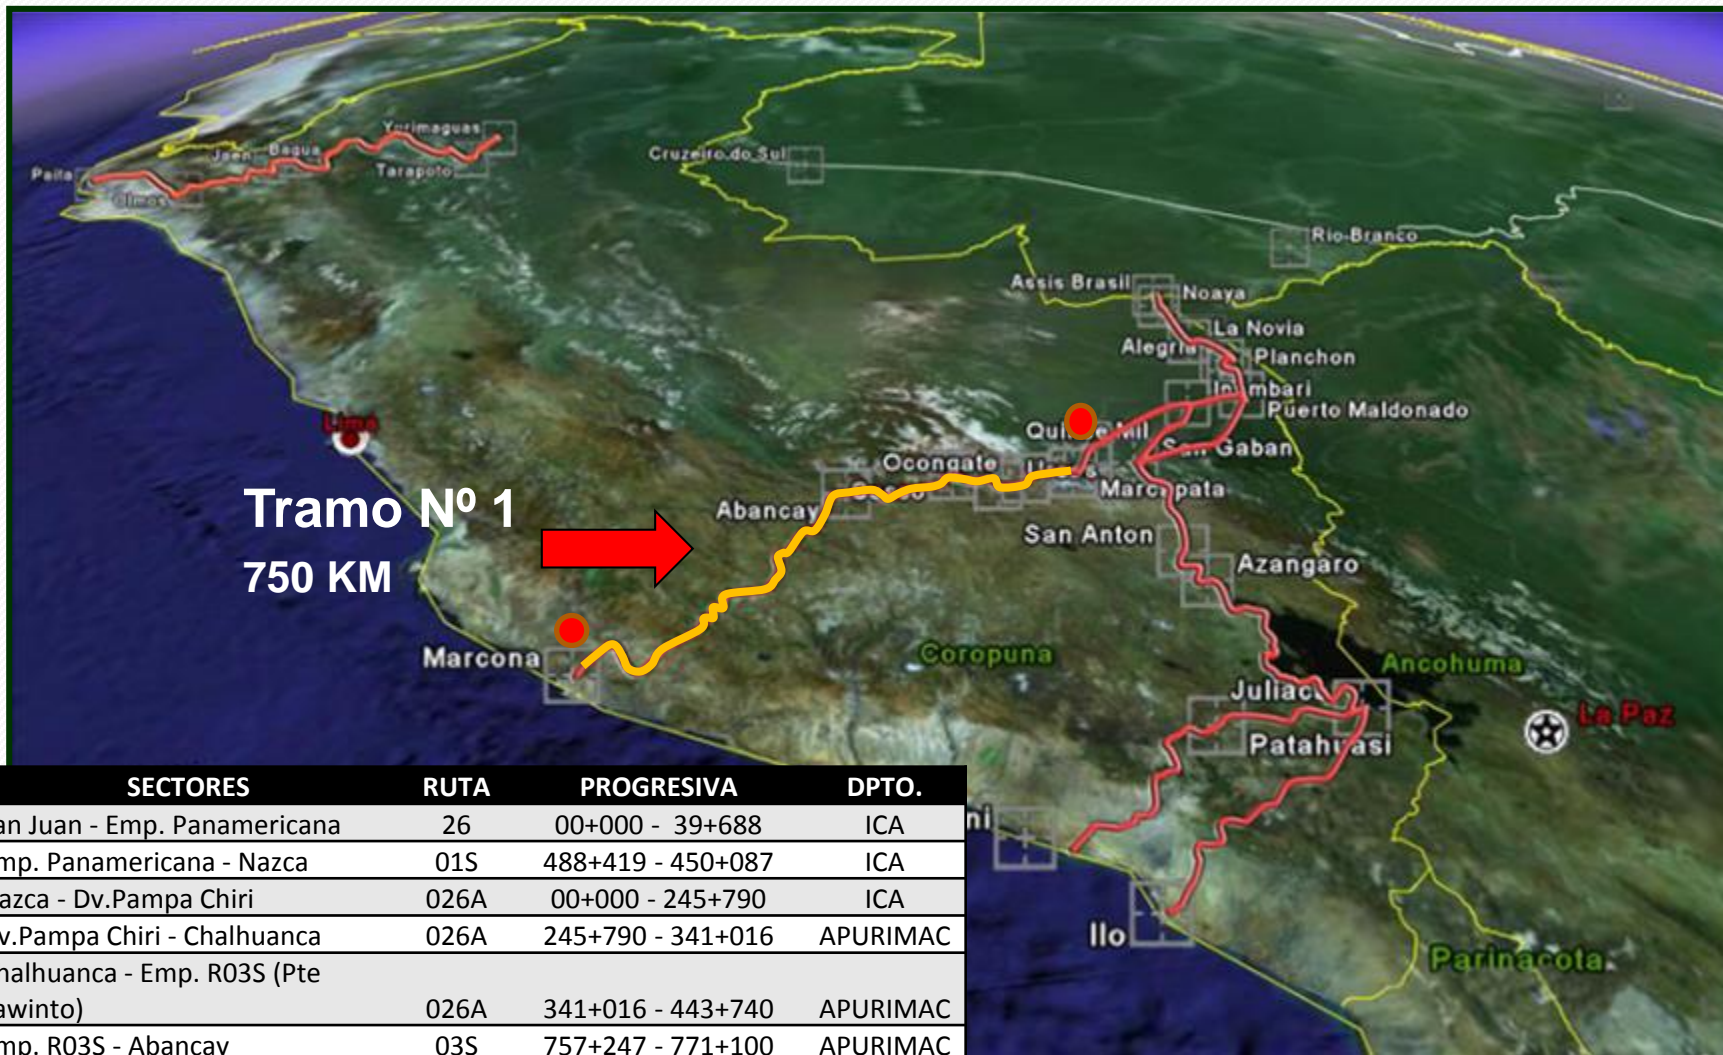 Yurimaguas
Jaen
Bagua
Tarapoto
Paita
Olmos
Cruzeiro do Sul
Rio Branco
Assis Brasil
Noaya
La Novia
Alegria
Planchon
Puerto Maldonado
Lima
Gaban
Ocongate
Abancay
San Anton
Azangaro
Tramo Nº 1
750 KM
Marcona
Coropuna
Ancohuma
La Paz
Patahuasi
Ilo
Parinacota
SECTORES RUTA PROGRESIVA DPTO.
an Juan - Emp. Panamericana 26 00+000 - 39+688 ICA
mp. Panamericana - Nazca 01S 488+419 - 450+087 ICA
azca - Dv.Pampa Chiri 026A 00+000 - 245+790 ICA
v.Pampa Chiri - Chalhuanca 026A 245+790 - 341+016 APURIMAC
halhuanca - Emp. R03S (Pte
awinto) 026A 341+016 - 443+740 APURIMAC
mp. R03S - Abancay 03S 757+247 - 771+100 APURIMAC